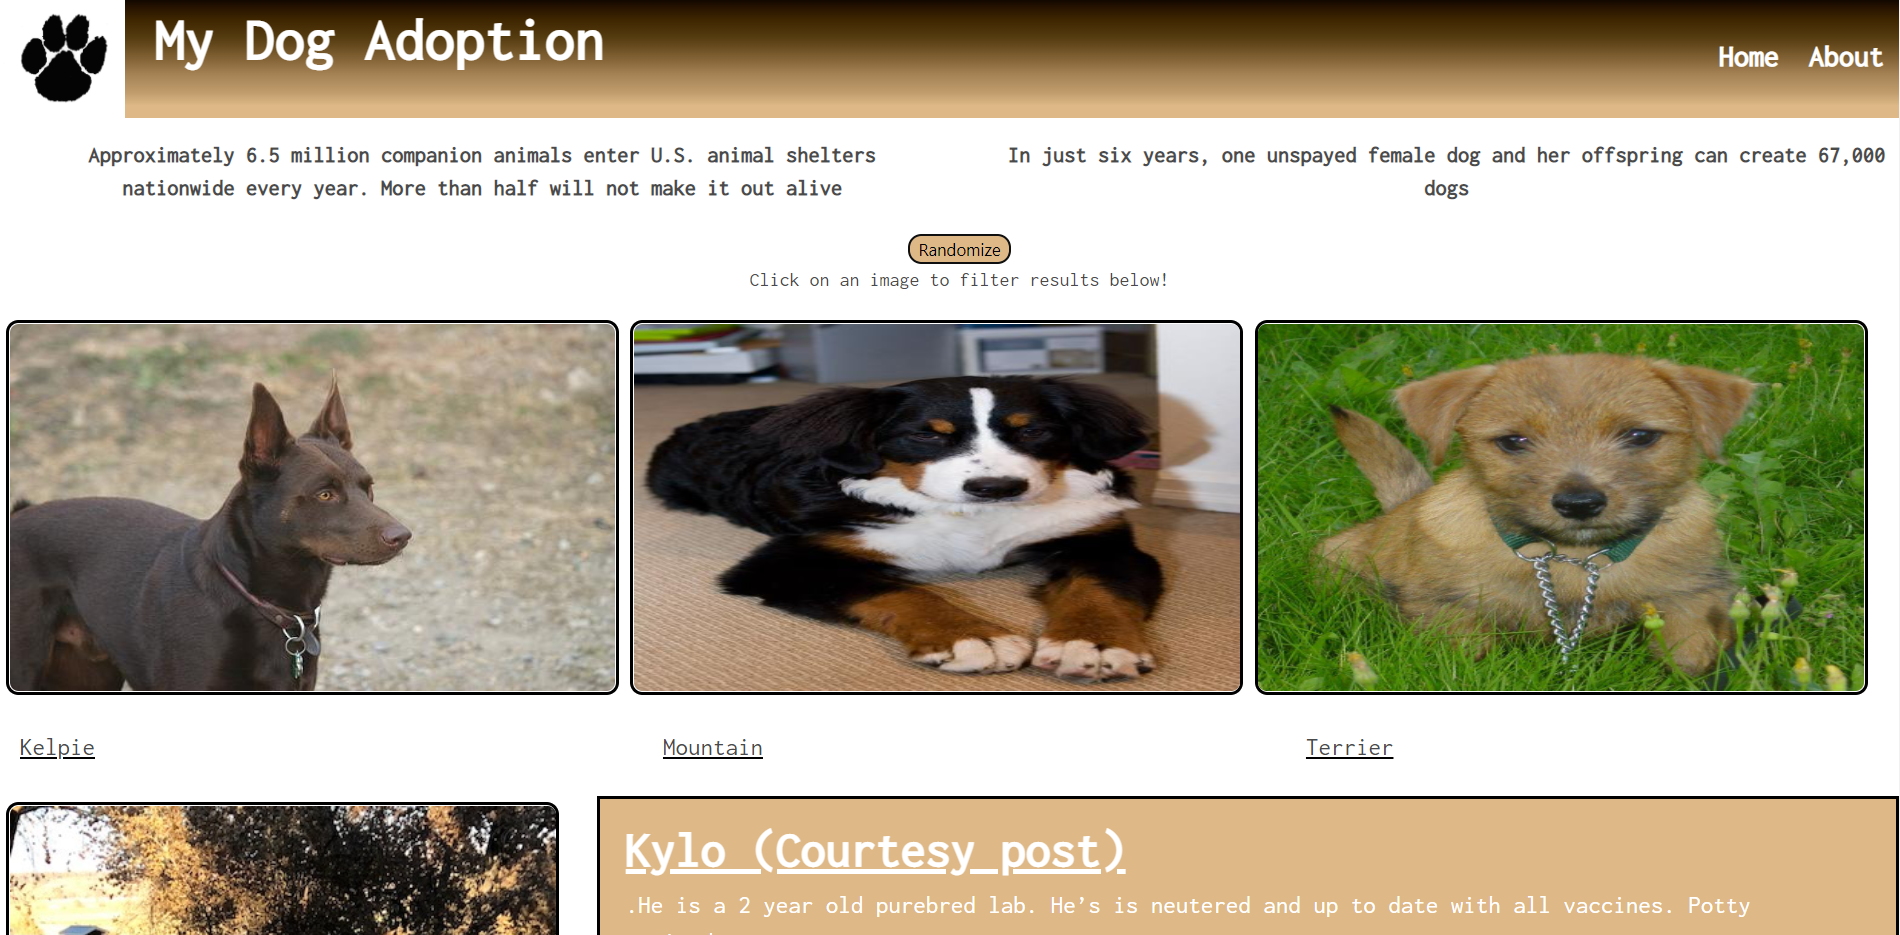 My Dog Adoption
Home About
Approximately 6.5 million companion animals enter U.S. animal shelters
nationwide every year. More than half will not make it out alive
In just six years, one unspayed female dog and her offspring can create 67,000
dogs
Randomize
Click on an image to filter results below!
Kelpie
Mountain
Terrier
Kylo (Courtesy post)
.He is a 2 year old purebred lab. He’s is neutered and up to date with all vaccines. Potty